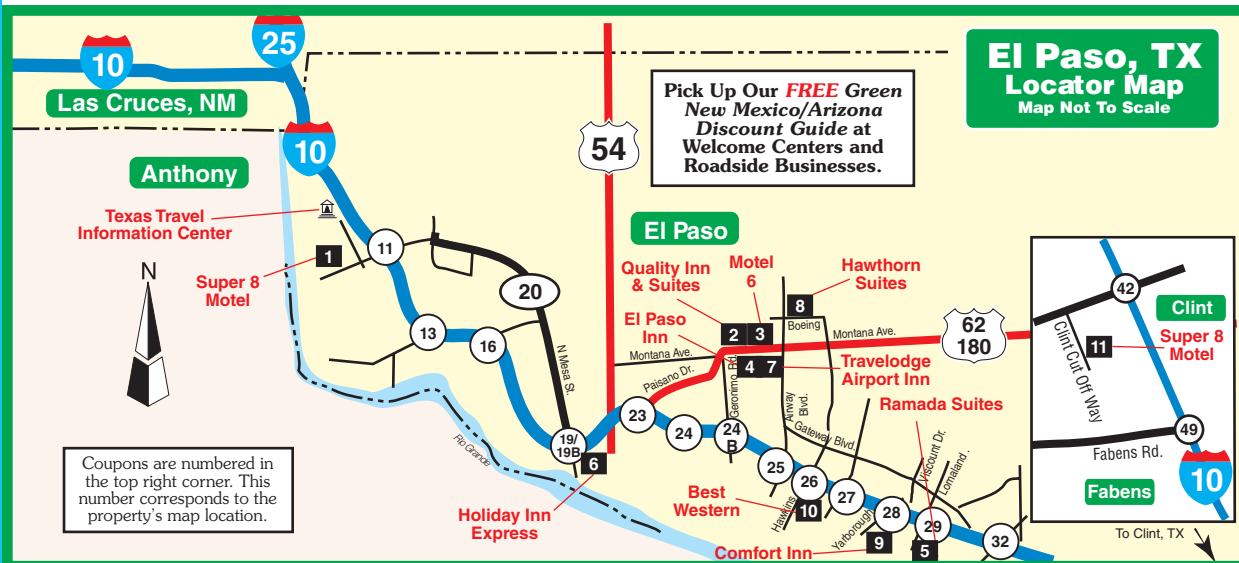 25
10
Las Cruces, NM
10
Anthony
Texas Travel
Information Center
1
Super 8
Motel
N
11
13
16
20
N Mesa St.
19/
19B
6
Holiday Inn
Express
Rio Grande
Coupons are numbered in
the top right corner. This
number corresponds to the
property's map location.
54
Pick Up Our FREE Green
New Mexico/Arizona
Discount Guide at
Welcome Centers and
Roadside Businesses.
El Paso, TX
Locator Map
Map Not To Scale
El Paso
Quality Inn
& Suites
Motel
6
Hawthorn
Suites
8
Boeing
El Paso
Inn
2
3
Montana Ave.
62
180
Montana Ave.
4
7
Travelodge
Airport Inn
Paisano Dr.
Geronimo Rd.
Airway
Blvd.
Ramada Suites
23
24
24
B
Gateway Blvd.
Viscount Dr.
Lomaland .
25
26
27
28
29
32
Best
Western
Hawkins
10
Yarborough
9
5
Comfort Inn
42
Clint
Super 8
Motel
11
Clint Cut Off Way
49
Fabens Rd.
Fabens
10
To Clint, TX